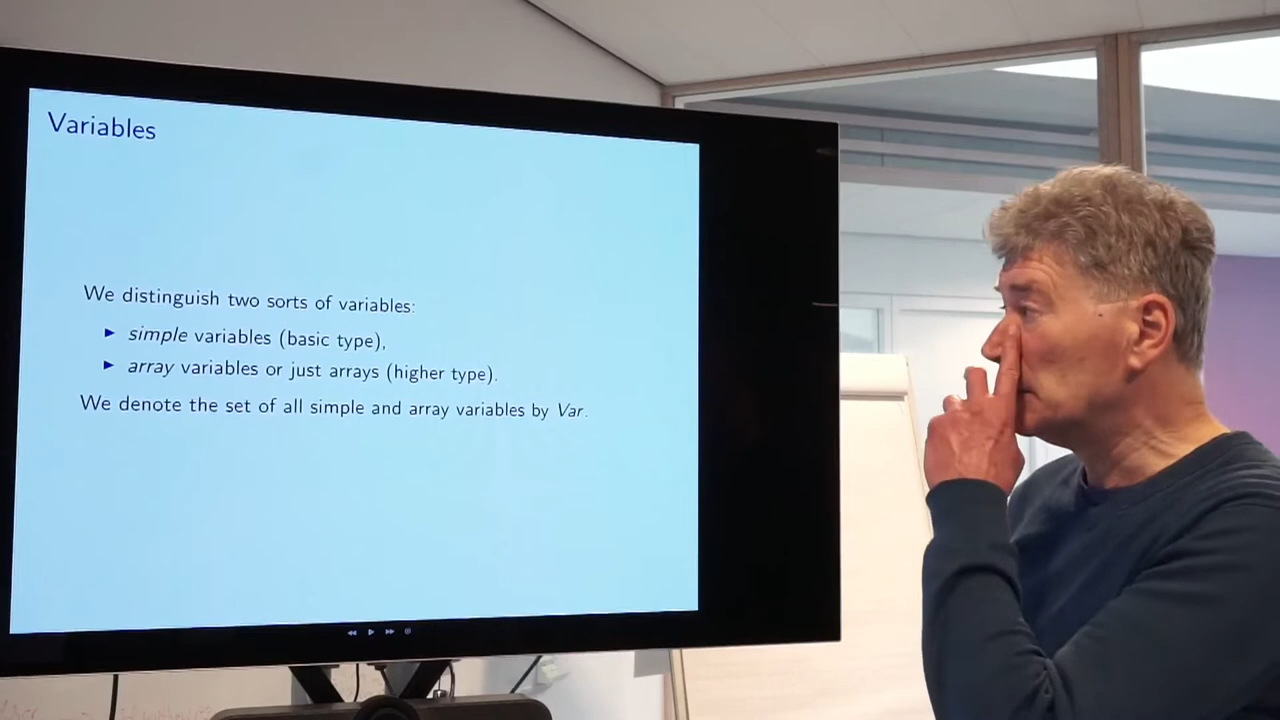 Variables
We distinguish two sorts of variables:
▶ simple variables (basic type),
▶ array variables or just arrays (higher type).
We denote the set of all simple and array variables by Var.